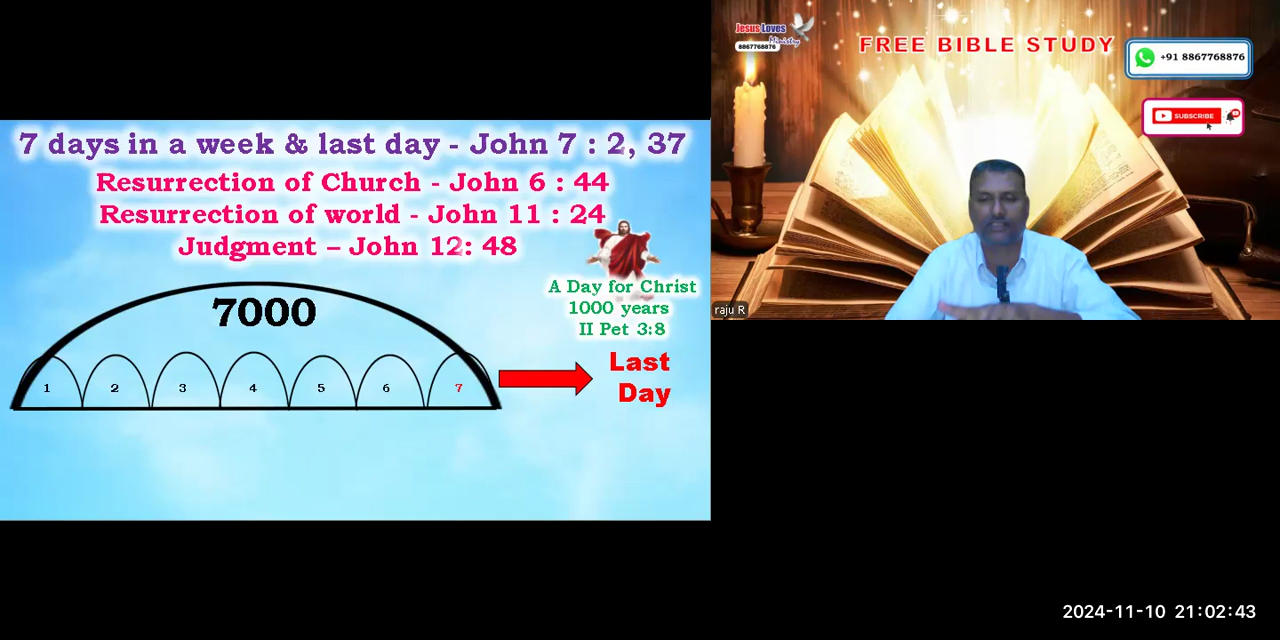 7 days in a week & last day - John 7 : 2, 37
Resurrection of Church - John 6 : 44
Resurrection of world - John 11 : 24
Judgment – John 12: 48
A Day for Christ
1000 years
II Pet 3:8
7000
1 2 3 4 5 6 7
Last
Day
Jesus Loves
Ministry
8867768876
FREE BIBLE STUDY
+91 8867768876
SUBSCRIBE
raju R
2024-11-10 21:02:43